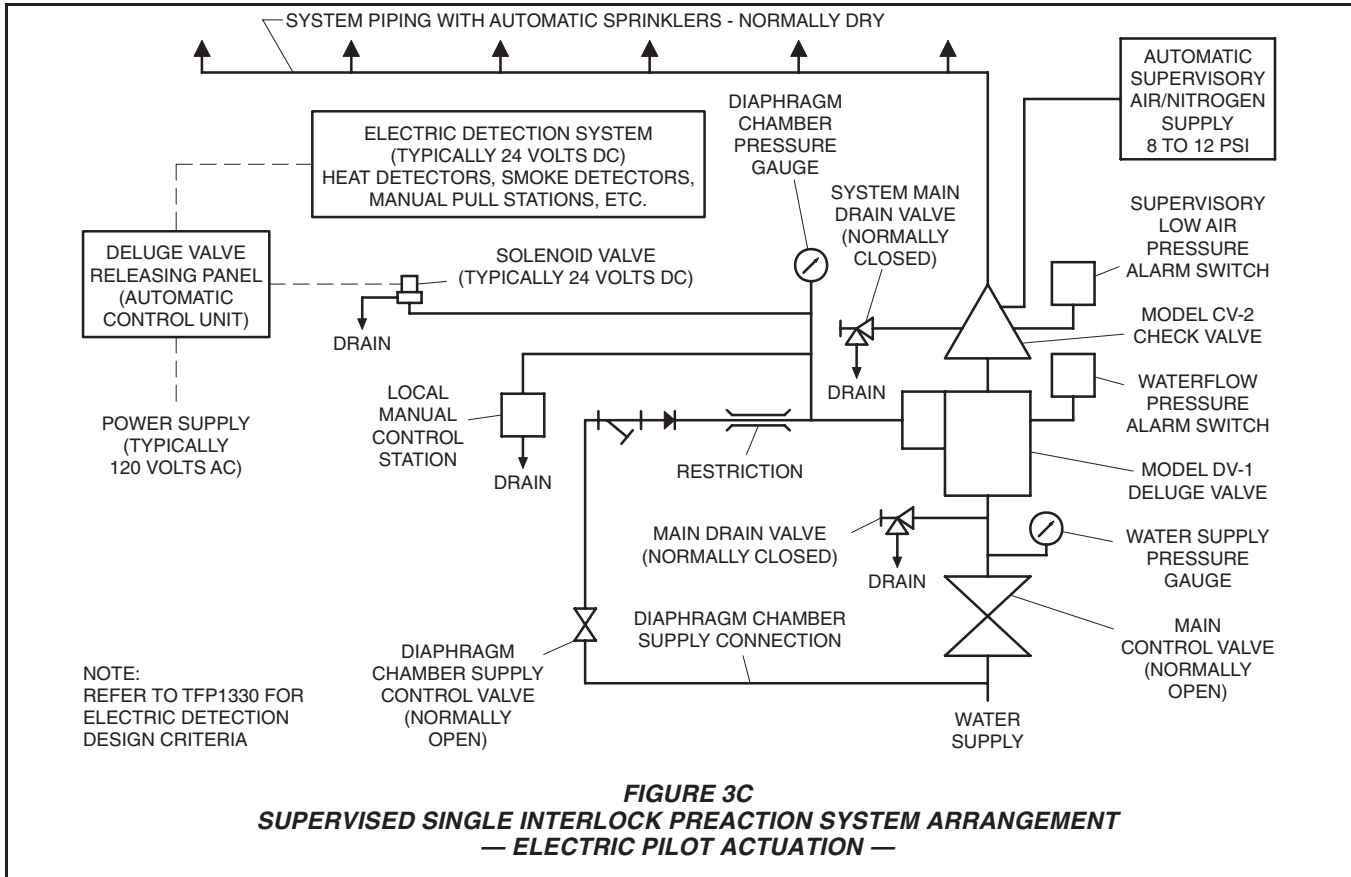 SYSTEM PIPING WITH AUTOMATIC SPRINKLERS - NORMALLY DRY
AUTOMATIC
SUPERVISORY
AIR/NITROGEN
SUPPLY
8 TO 12 PSI
DIAPHRAGM
CHAMBER
PRESSURE
GAUGE
ELECTRIC DETECTION SYSTEM
(TYPICALLY 24 VOLTS DC)
HEAT DETECTORS, SMOKE DETECTORS,
MANUAL PULL STATIONS, ETC.
SYSTEM MAIN
DRAIN VALVE
(NORMALLY
CLOSED)
SUPERVISORY
LOW AIR
PRESSURE
ALARM SWITCH
DELUGE VALVE
RELEASING PANEL
(AUTOMATIC
CONTROL UNIT)
SOLENOID VALVE
(TYPICALLY 24 VOLTS DC)
DRAIN
MODEL CV-2
CHECK VALVE
DRAIN
WATERFLOW
PRESSURE
ALARM SWITCH
POWER SUPPLY
(TYPICALLY
120 VOLTS AC)
LOCAL
MANUAL
CONTROL
STATION
DRAIN
RESTRICTION
MODEL DV-1
DELUGE VALVE
MAIN DRAIN VALVE
(NORMALLY CLOSED)
DRAIN
WATER SUPPLY
PRESSURE
GAUGE
DIAPHRAGM CHAMBER
SUPPLY CONNECTION
MAIN
CONTROL VALVE
(NORMALLY
OPEN)
DIAPHRAGM
CHAMBER SUPPLY
CONTROL VALVE
(NORMALLY
OPEN)
NOTE:
REFER TO TFP1330 FOR
ELECTRIC DETECTION
DESIGN CRITERIA
WATER
SUPPLY
FIGURE 3C
SUPERVISED SINGLE INTERLOCK PREACTION SYSTEM ARRANGEMENT
— ELECTRIC PILOT ACTUATION —